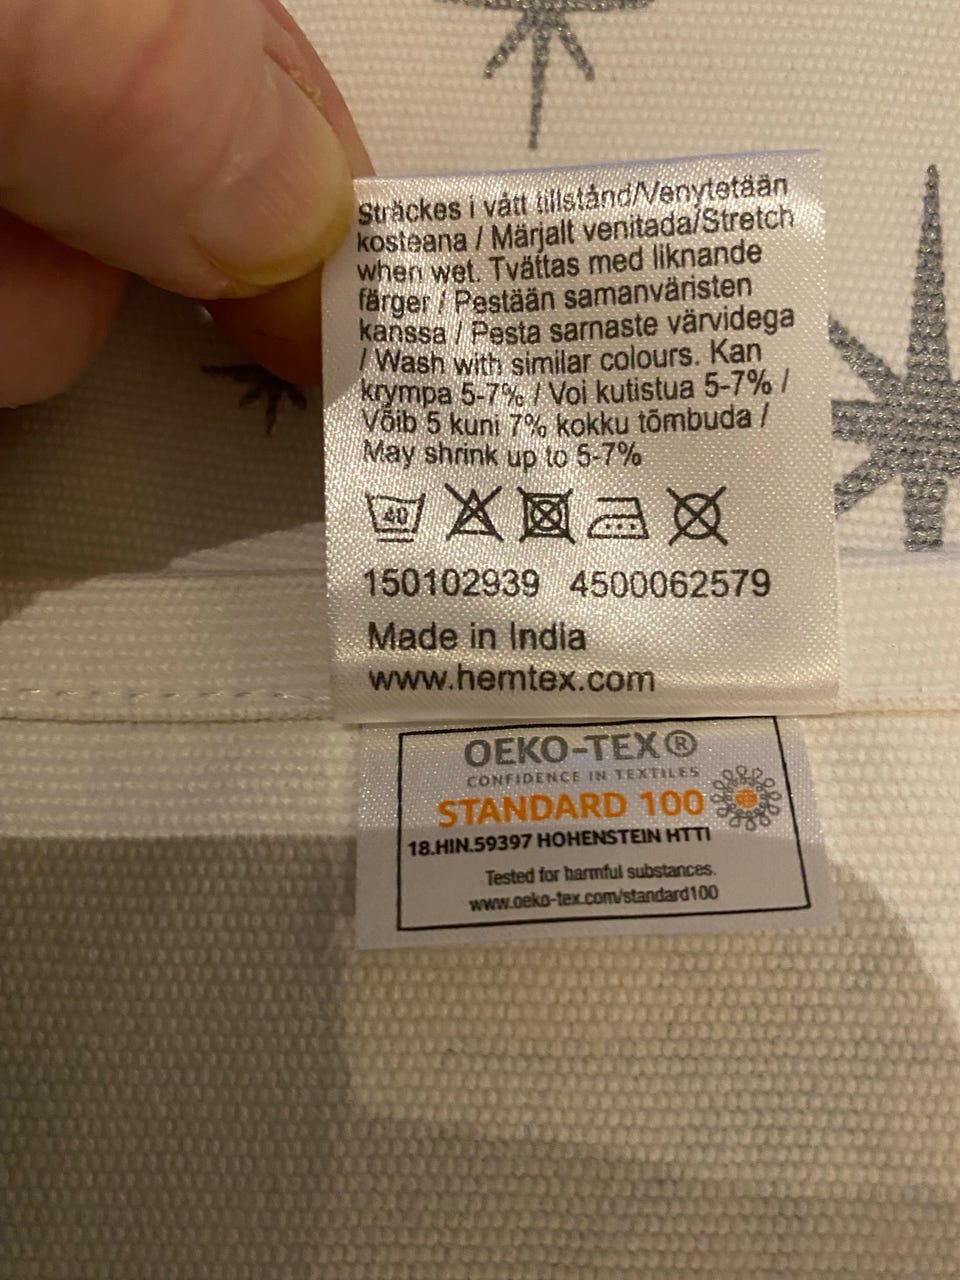 Sträckes i vått tillstånd/Venytetään
kosteana / Märjalt venitada/Stretch
when wet. Tvättas med liknande
färger / Pestään samanväristen
kanssa / Pesta sarnaste värvidega
/ Wash with similar colours. Kan
krympa 5-7% / Voi kutistua 5-7% /
Võib 5 kuni 7% kokku tõmbuda /
May shrink up to 5-7%
40
150102939 4500062579
Made in India
www.hemtex.com
OEKO-TEX®
CONFIDENCE IN TEXTILES
STANDARD 100
18.HIN.59397 HOHENSTEIN HTTI
Tested for harmful substances.
www.oeko-tex.com/standard100